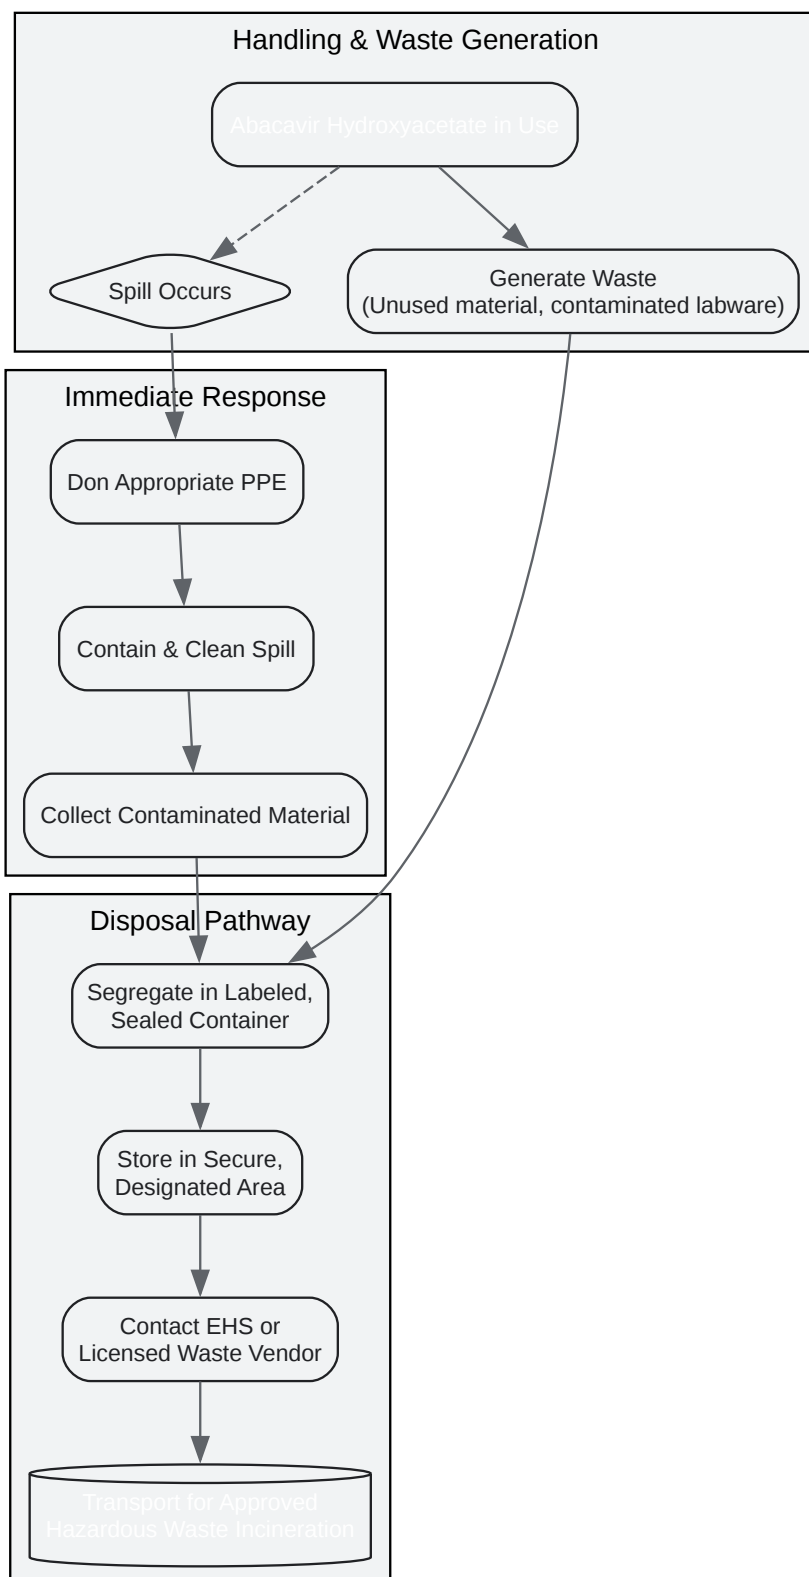 Handling & Waste Generation
Abacavir Hydroxyacetate in Use
Spill Occurs
Generate Waste
(Unused material, contaminated labware)
Immediate Response
Don Appropriate PPE
Contain & Clean Spill
Collect Contaminated Material
Disposal Pathway
Segregate in Labeled,
Sealed Container
Store in Secure,
Designated Area
Contact EHS or
Licensed Waste Vendor
Transport for Approved
Hazardous Waste Incineration